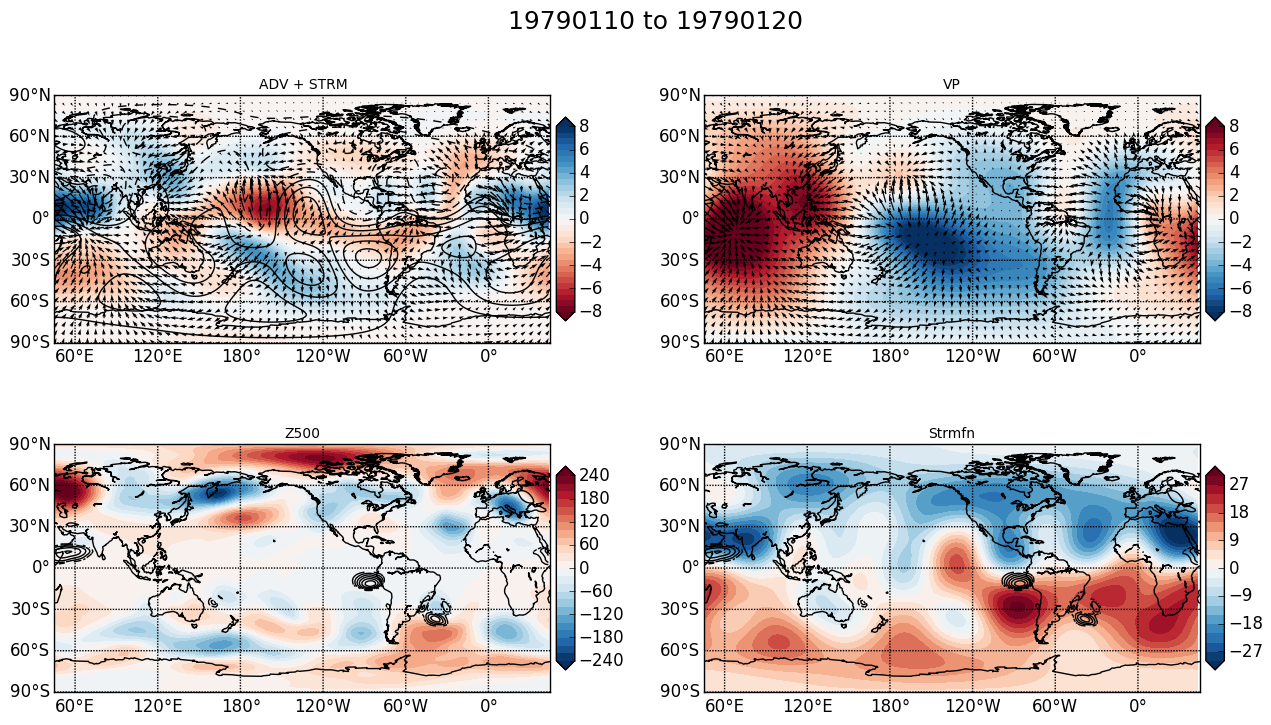 19790110 to 19790120
ADV + STRM
90°N
60°N
30°N
0°
30°S
60°S
90°S
60°E 120°E 180° 120°W 60°W 0°
8
6
4
2
0
−2
−4
−6
−8
VP
90°N
60°N
30°N
0°
30°S
60°S
90°S
60°E 120°E 180° 120°W 60°W 0°
8
6
4
2
0
−2
−4
−6
−8
Z500
90°N
60°N
30°N
0°
30°S
60°S
90°S
60°E 120°E 180° 120°W 60°W 0°
240
180
120
60
0
−60
−120
−180
−240
Strmfn
90°N
60°N
30°N
0°
30°S
60°S
90°S
60°E 120°E 180° 120°W 60°W 0°
27
18
9
0
−9
−18
−27